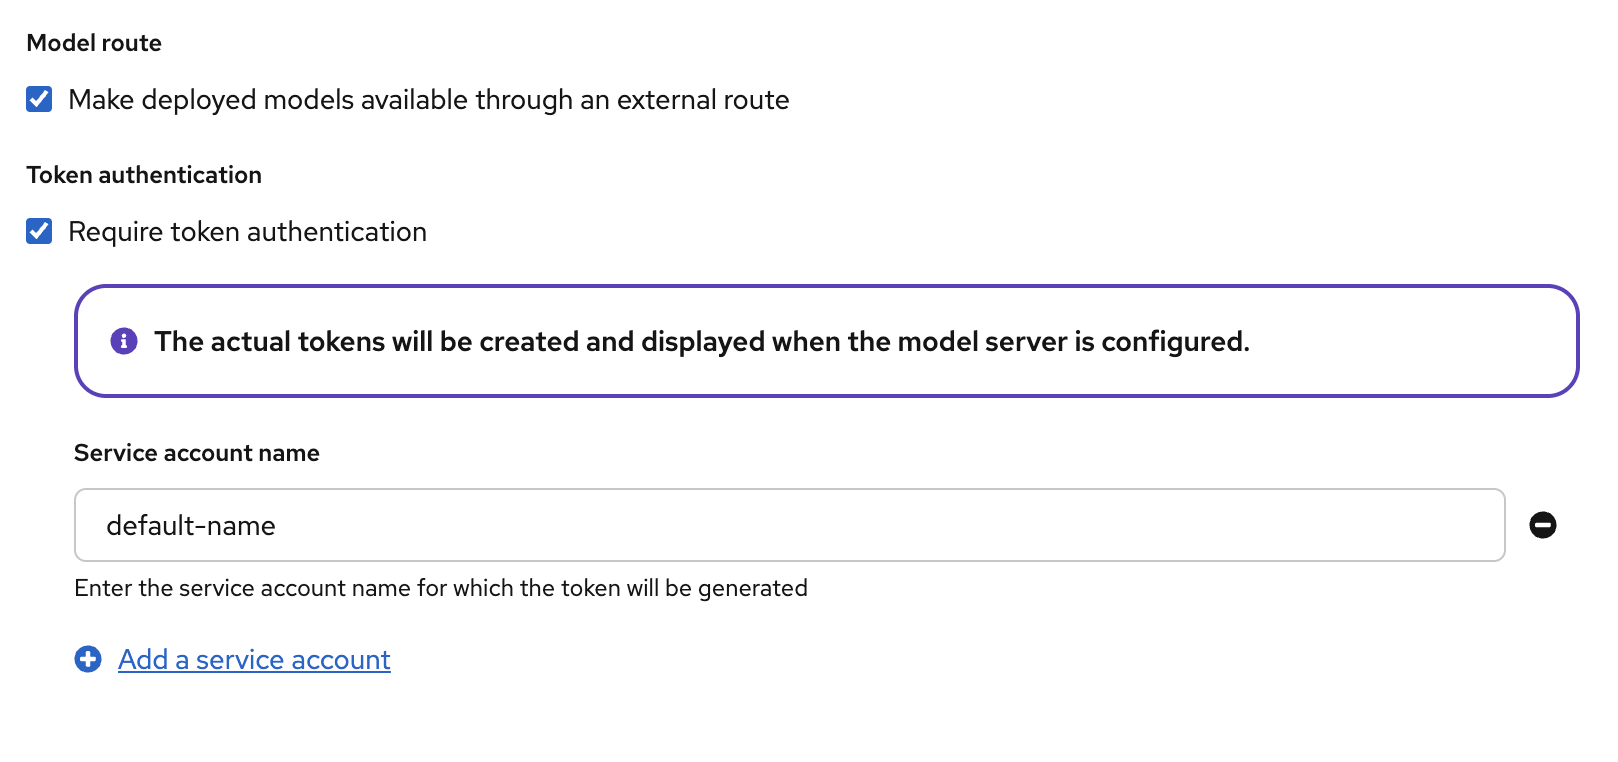 Model route
Make deployed models available through an external route
Token authentication
Require token authentication
The actual tokens will be created and displayed when the model server is configured.
Service account name
default-name
Enter the service account name for which the token will be generated
Add a service account